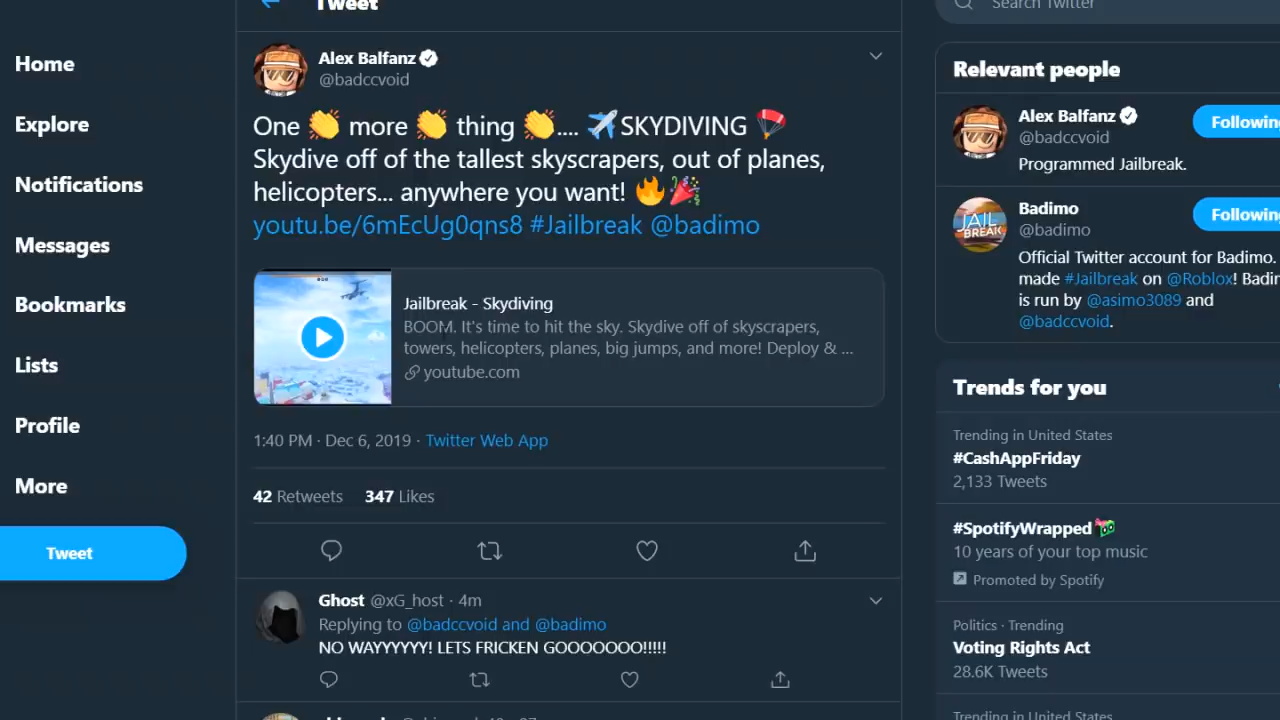 Tweet
Search Twitter
Home
Explore
Notifications
Messages
Bookmarks
Lists
Profile
More
Tweet
Alex Balfanz
@badccvoid
One 👏 more 👏 thing 👏.... ✈️SKYDIVING 🪂
Skydive off of the tallest skyscrapers, out of planes,
helicopters... anywhere you want! 🔥🎉
youtu.be/6mEcUg0qns8 #Jailbreak @badimo
Jailbreak - Skydiving
BOOM. It's time to hit the sky. Skydive off of skyscrapers,
towers, helicopters, planes, big jumps, and more! Deploy & ...
youtube.com
1:40 PM · Dec 6, 2019 · Twitter Web App
42 Retweets 347 Likes
Ghost @xG_host · 4m
Replying to @badccvoid and @badimo
NO WAYYYYYY! LETS FRICKEN GOOOOOOO!!!!!
Relevant people
Alex Balfanz
@badccvoid
Following
Programmed Jailbreak.
Badimo
@badimo
Following
JAIL
BREAK
Official Twitter account for Badimo.
made #Jailbreak on @Roblox! Badi
is run by @asimo3089 and
@badccvoid.
Trends for you
Trending in United States
#CashAppFriday
2,133 Tweets
#SpotifyWrapped
10 years of your top music
Promoted by Spotify
Politics · Trending
Voting Rights Act
28.6K Tweets
Trending in United States